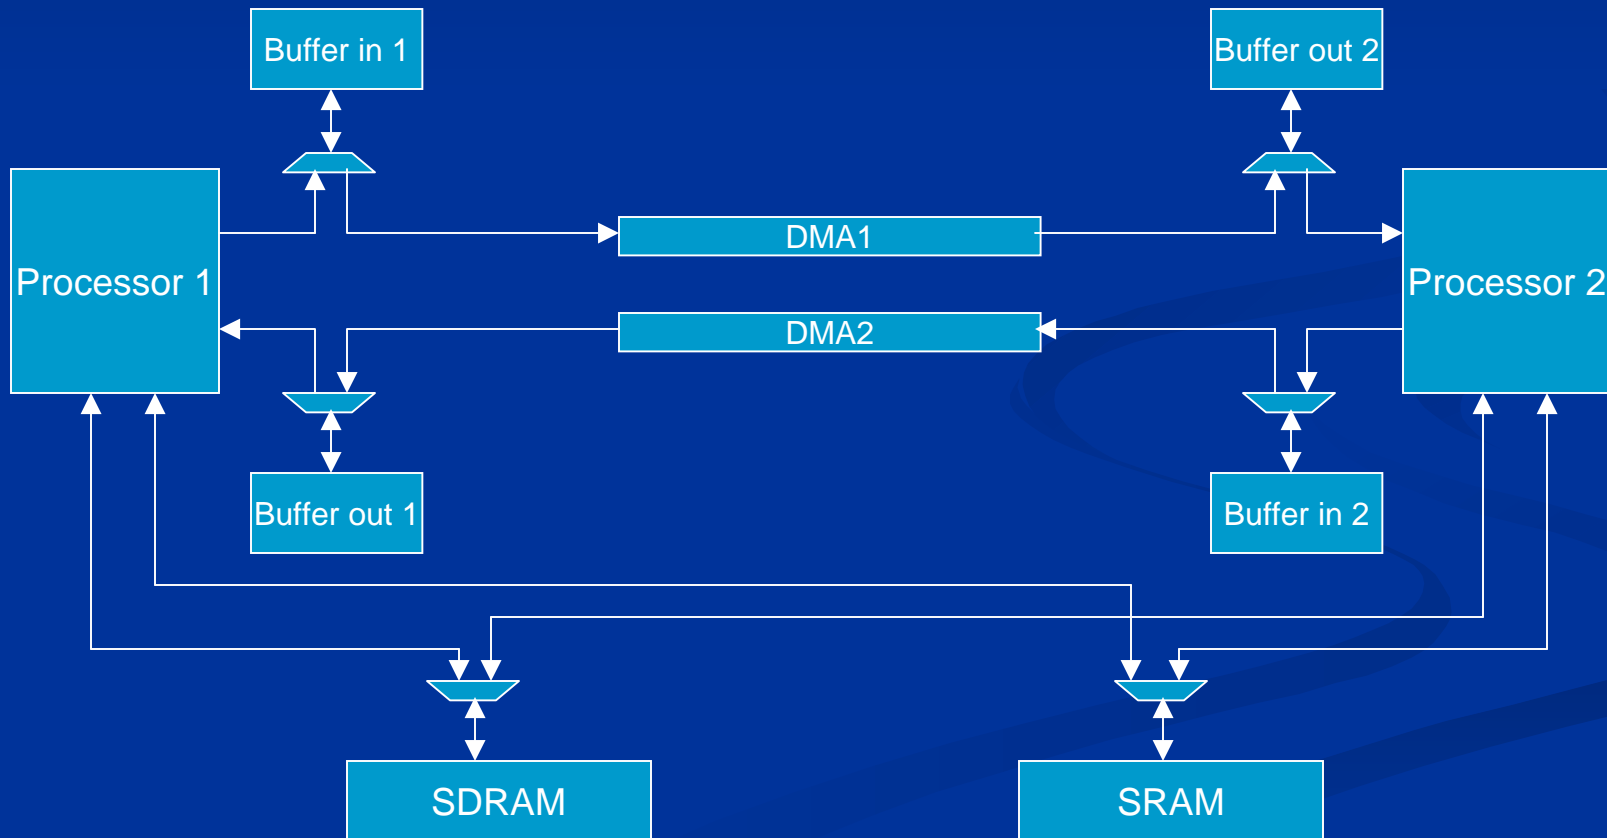 Buffer in 1
Buffer out 2
DMA1
Processor 1
Processor 2
DMA2
Buffer out 1
Buffer in 2
SDRAM
SRAM